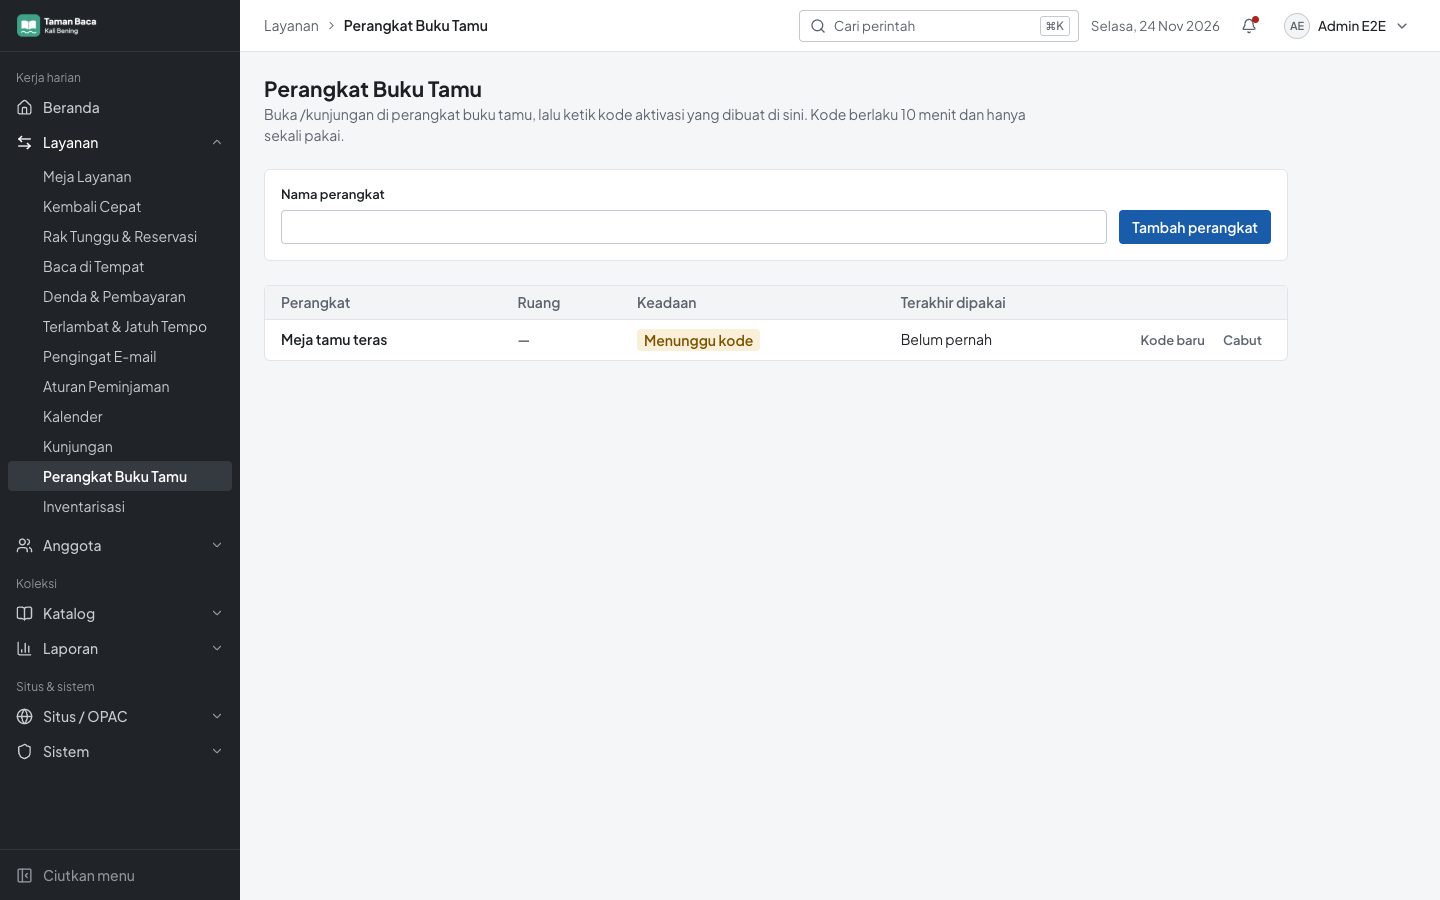 Taman Baca
Kali Bening
Kerja harian
Beranda
Layanan
Meja Layanan
Kembali Cepat
Rak Tunggu & Reservasi
Baca di Tempat
Denda & Pembayaran
Terlambat & Jatuh Tempo
Pengingat E-mail
Aturan Peminjaman
Kalender
Kunjungan
Perangkat Buku Tamu
Inventarisasi
Anggota
Koleksi
Katalog
Laporan
Situs & sistem
Situs / OPAC
Sistem
Ciutkan menu
Layanan > Perangkat Buku Tamu
Cari perintah ⌘K
Selasa, 24 Nov 2026
AE Admin E2E
Perangkat Buku Tamu
Buka /kunjungan di perangkat buku tamu, lalu ketik kode aktivasi yang dibuat di sini. Kode berlaku 10 menit dan hanya
sekali pakai.
Nama perangkat
Tambah perangkat
Perangkat Ruang Keadaan Terakhir dipakai
Meja tamu teras — Menunggu kode Belum pernah Kode baru Cabut